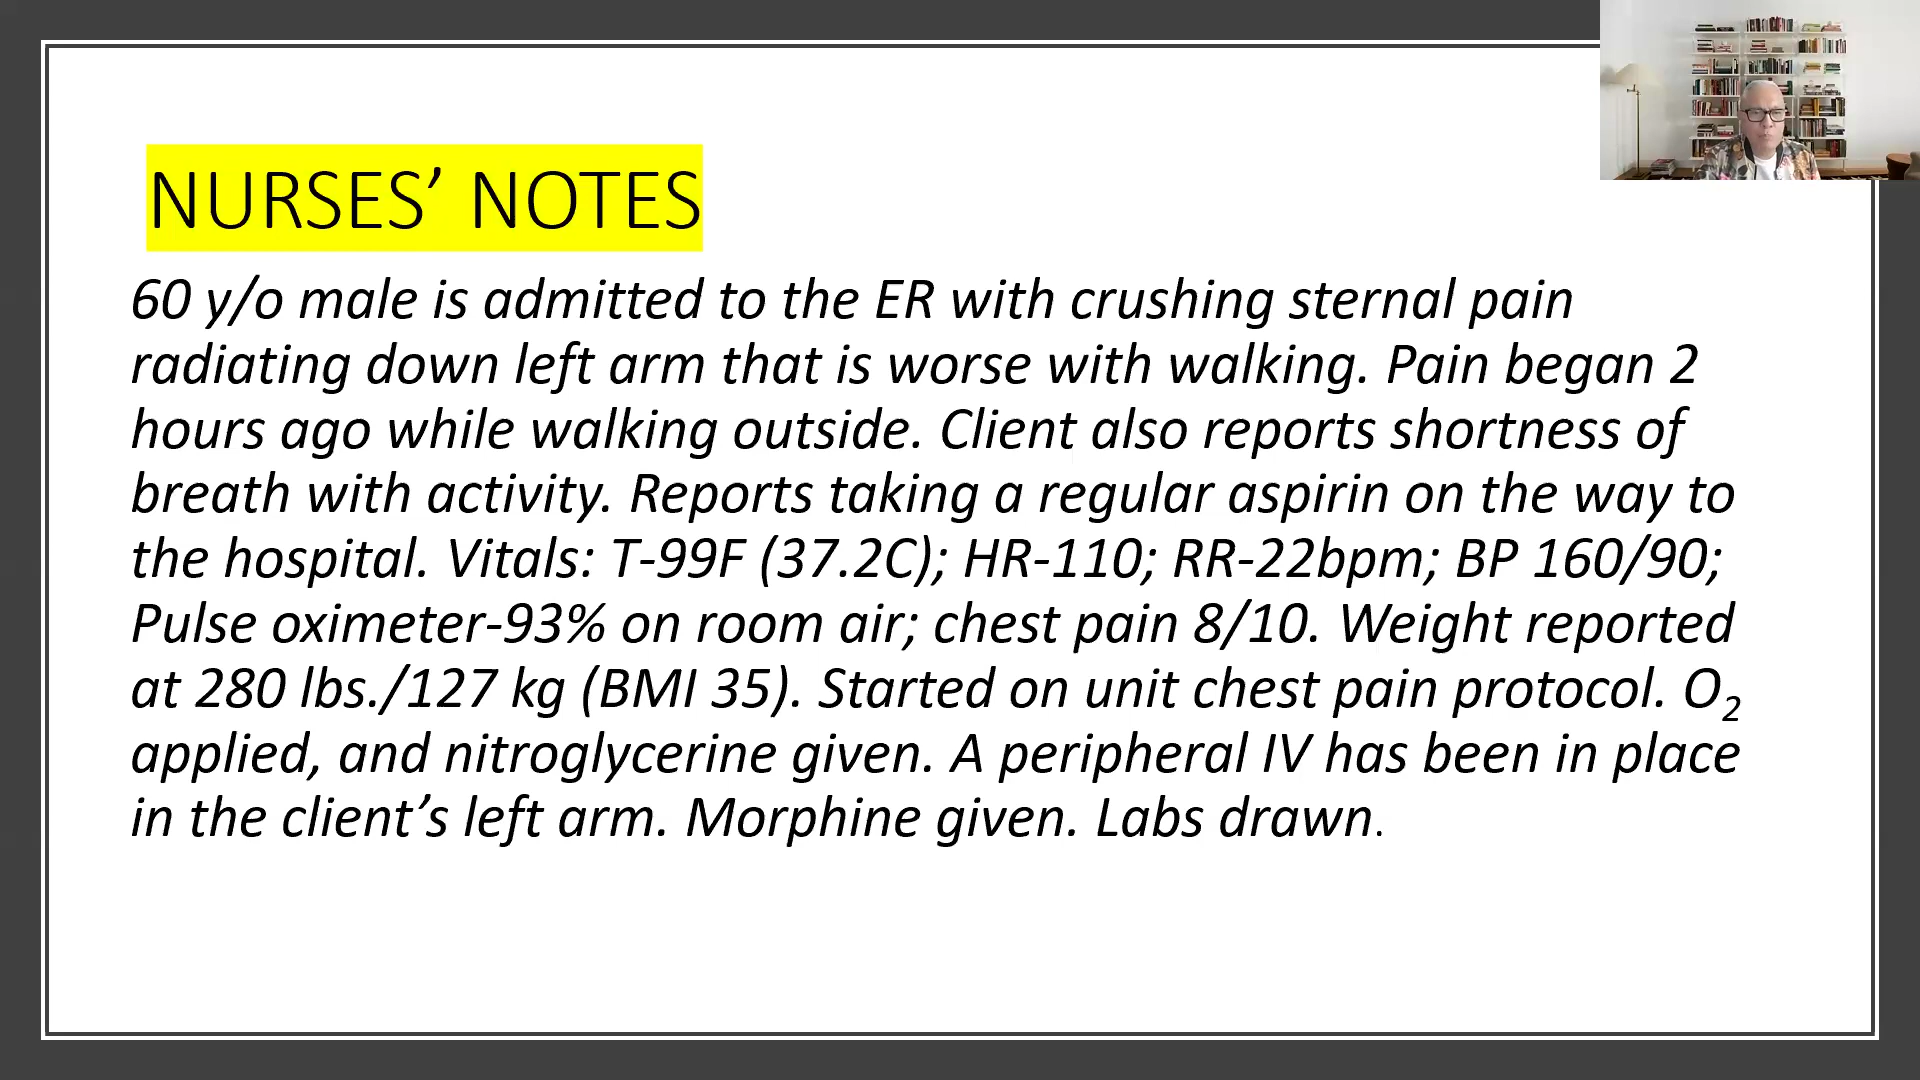 NURSES’ NOTES
60 y/o male is admitted to the ER with crushing sternal pain
radiating down left arm that is worse with walking. Pain began 2
hours ago while walking outside. Client also reports shortness of
breath with activity. Reports taking a regular aspirin on the way to
the hospital. Vitals: T-99F (37.2C); HR-110; RR-22bpm; BP 160/90;
Pulse oximeter-93% on room air; chest pain 8/10. Weight reported
at 280 lbs./127 kg (BMI 35). Started on unit chest pain protocol. O₂
applied, and nitroglycerine given. A peripheral IV has been in place
in the client’s left arm. Morphine given. Labs drawn.